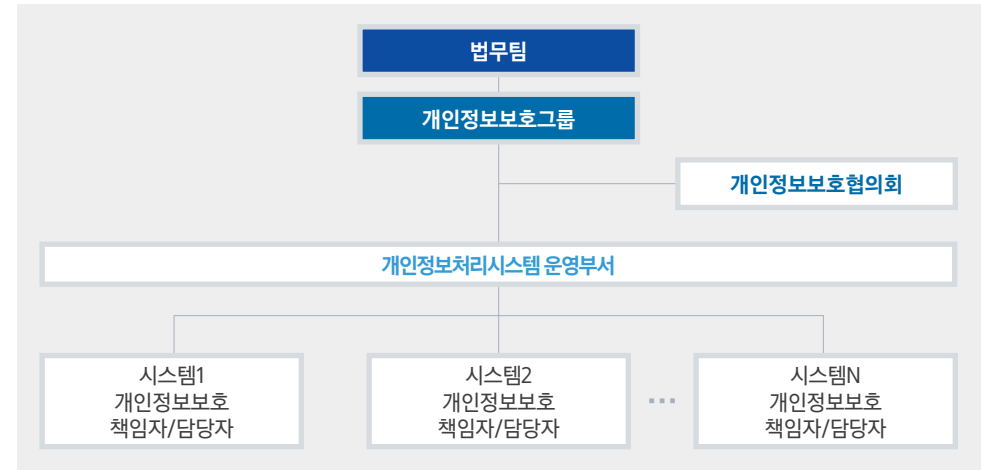 법무팀
개인정보보호그룹
개인정보보호협의회
개인정보처리시스템 운영부서
시스템1
개인정보보호
책임자/담당자
시스템2
개인정보보호
책임자/담당자
...
시스템N
개인정보보호
책임자/담당자